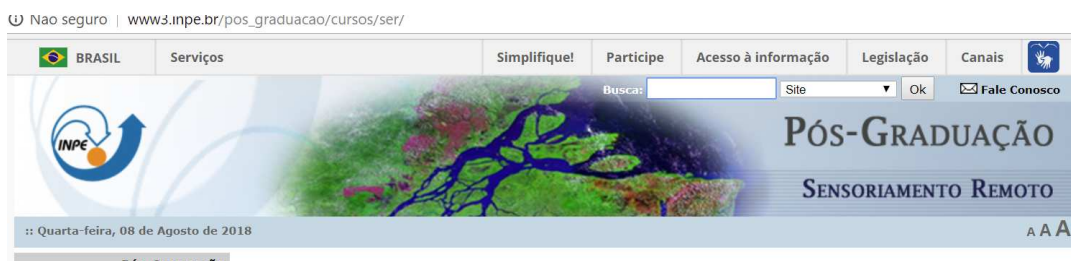 Nao seguro | www3.inpe.br/pos_graduacao/cursos/ser/
BRASIL Serviços Simplifique! Participe Acesso à informação Legislação Canais
Busca: Site Ok Fale Conosco
INPE
PÓS-GRADUAÇÃO
SENSORIAMENTO REMOTO
:: Quarta-feira, 08 de Agosto de 2018 A A A